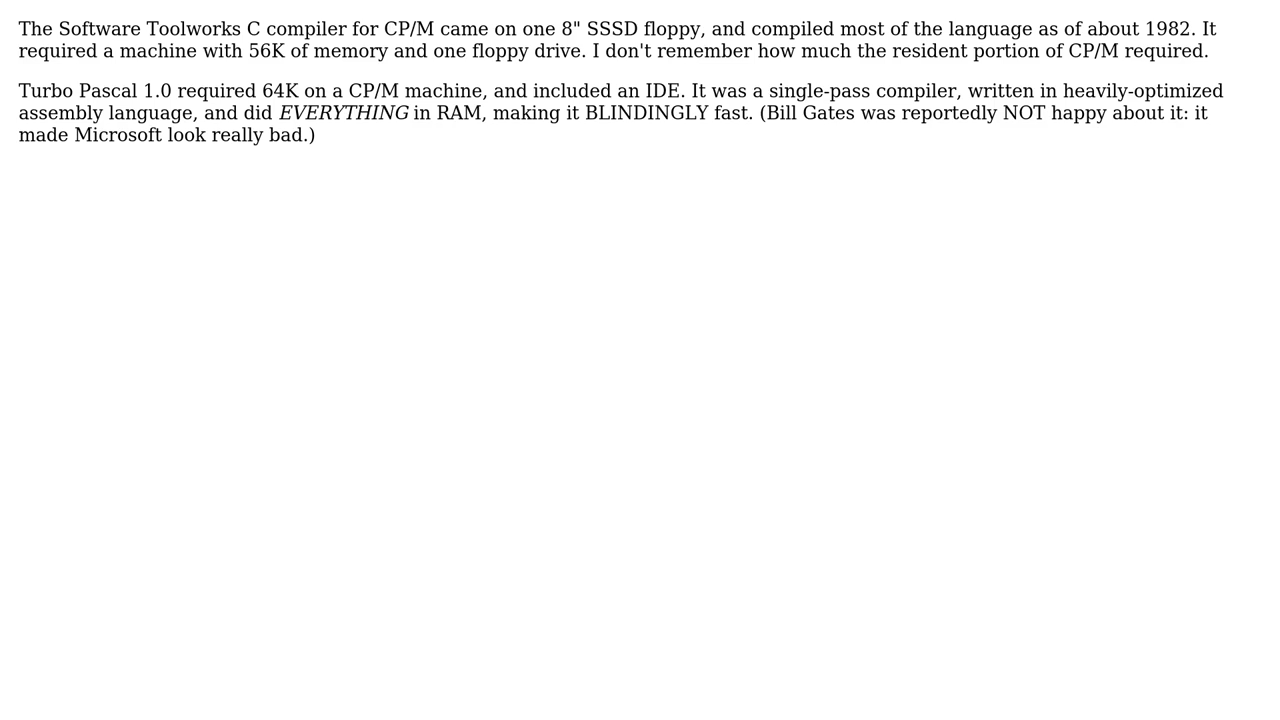 The Software Toolworks C compiler for CP/M came on one 8" SSSD floppy, and compiled most of the language as of about 1982. It
required a machine with 56K of memory and one floppy drive. I don't remember how much the resident portion of CP/M required.
Turbo Pascal 1.0 required 64K on a CP/M machine, and included an IDE. It was a single-pass compiler, written in heavily-optimized
assembly language, and did EVERYTHING in RAM, making it BLINDINGLY fast. (Bill Gates was reportedly NOT happy about it: it
made Microsoft look really bad.)